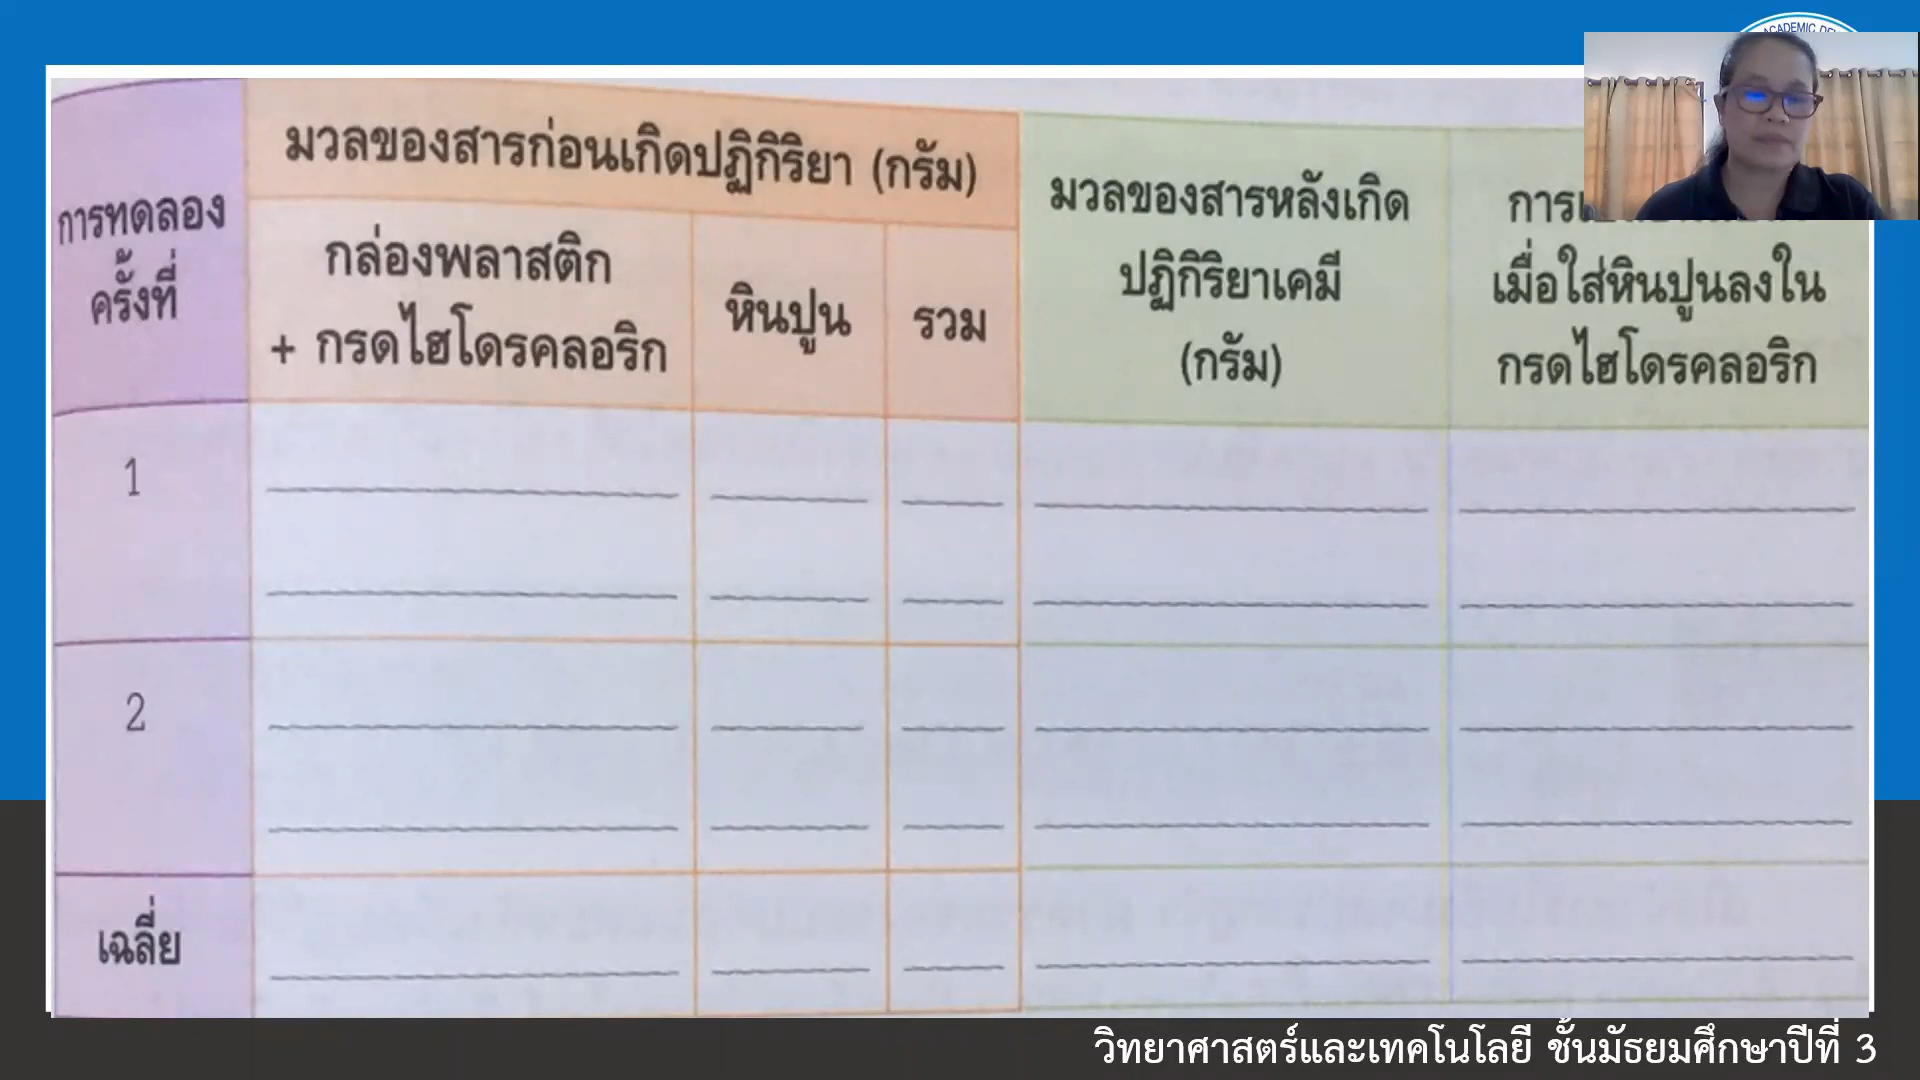 ACADEMIC
การทดลอง
ครั้งที่
มวลของสารก่อนเกิดปฏิกิริยา (กรัม)
กล่องพลาสติก
+ กรดไฮโดรคลอริก
หินปูน
รวม
มวลของสารหลังเกิด
ปฏิกิริยาเคมี
(กรัม)
เมื่อใส่หินปูนลงใน
กรดไฮโดรคลอริก
1
2
เฉลี่ย
วิทยาศาสตร์และเทคโนโลยี ชั้นมัธยมศึกษาปีที่ 3